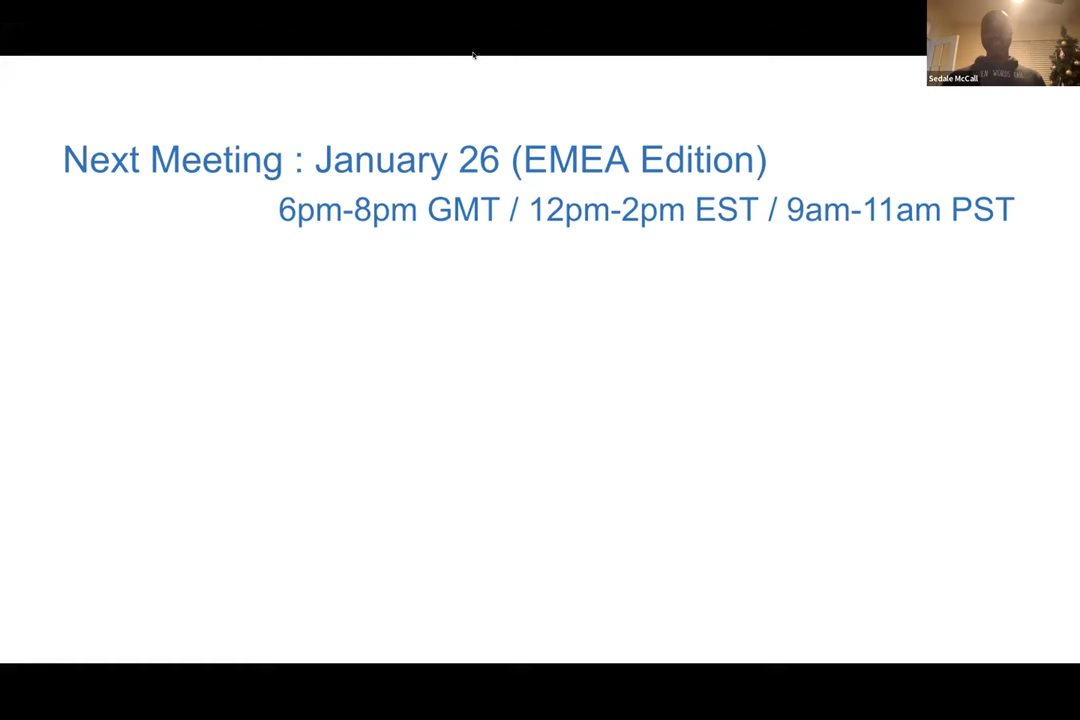 Next Meeting : January 26 (EMEA Edition)
6pm-8pm GMT / 12pm-2pm EST / 9am-11am PST
Sedale McCall